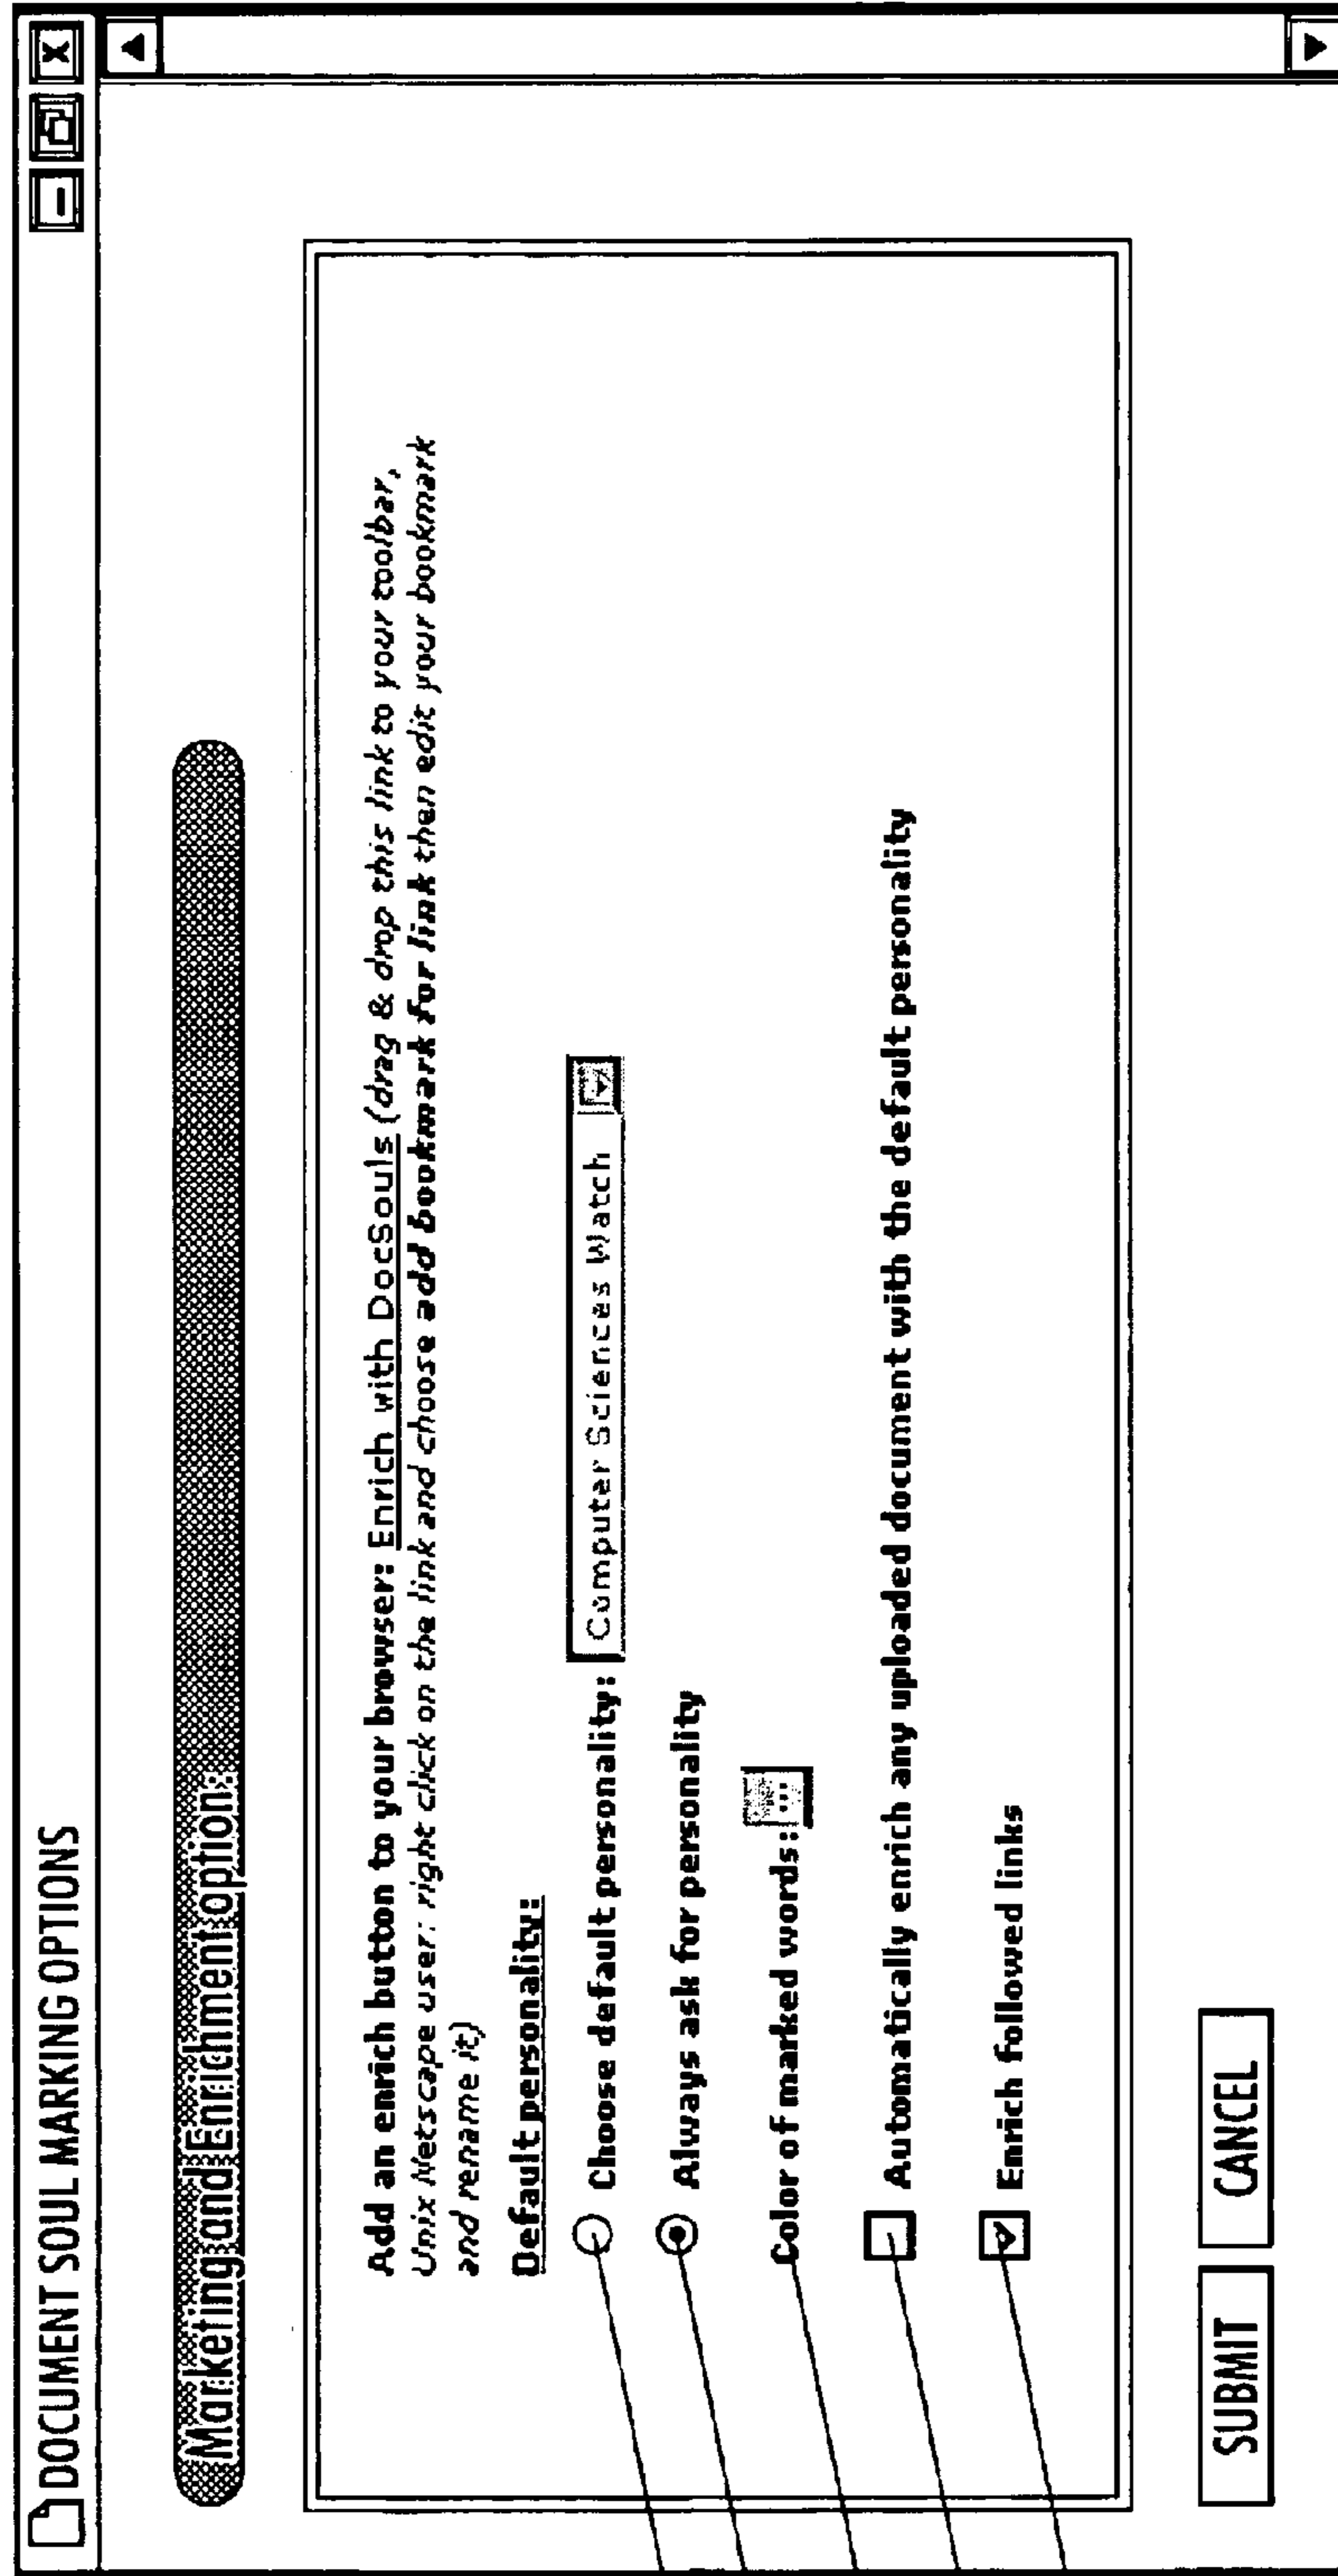 DOCUMENT SOUL MARKING OPTIONS
Marketing and Enrichment options
Add an enrich button to your browser: Enrich with DocSouls (drag & drop this link to your toolbar,
Unix Netscape user: right click on the link and choose add bookmark for link then edit your bookmark
and rename it)
Default personality:
Choose default personality: Computer Sciences Watch
Always ask for personality
Color of marked words: ...
Automatically enrich any uploaded document with the default personality
Enrich followed links
SUBMIT CANCEL